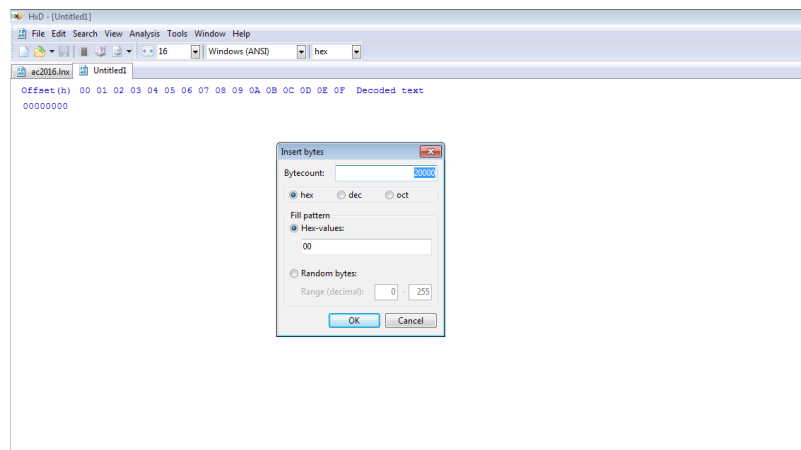 HxD - [Untitled1]
File Edit Search View Analysis Tools Window Help
16 Windows (ANSI) hex
ac2016.lnx Untitled1
Offset(h) 00 01 02 03 04 05 06 07 08 09 0A 0B 0C 0D 0E 0F Decoded text
00000000
Insert bytes
Bytecount: 20000
hex dec oct
Fill pattern
Hex-values:
00
Random bytes:
Range (decimal): 0 - 255
OK Cancel